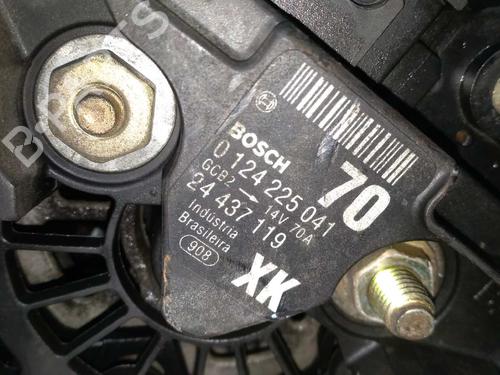 BOSCH
70
0 124 225 041
GCB2 14V 70A
24 437 119
Indústria
Brasileira
XK
908